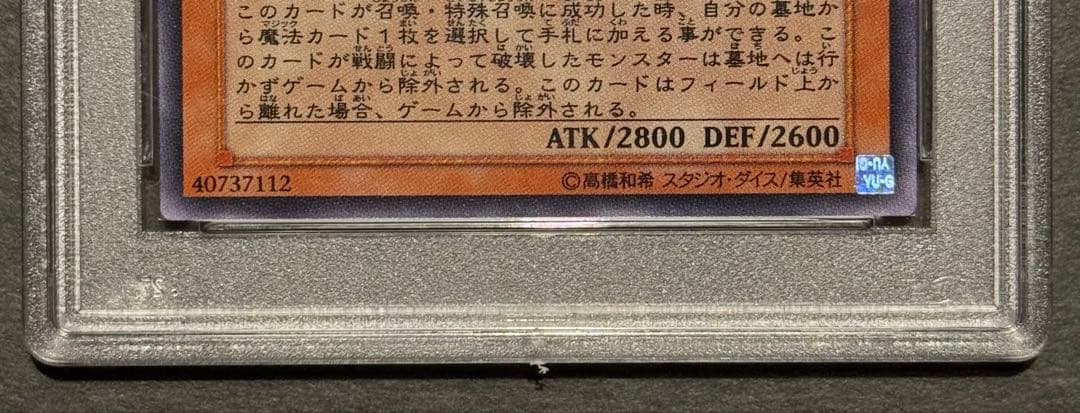 このカードが召喚・特殊召喚に成功した時、自分の墓地か
ら魔法カード1枚を選択して手札に加える事ができる。こ
のカードが戦闘によって破壊したモンスターは墓地へは行
かずゲームから除外される。このカードはフィールド上か
ら離れた場合、ゲームから除外される。
ATK/2800 DEF/2600
40737112 ©高橋和希 スタジオ・ダイス/集英社
YU-G